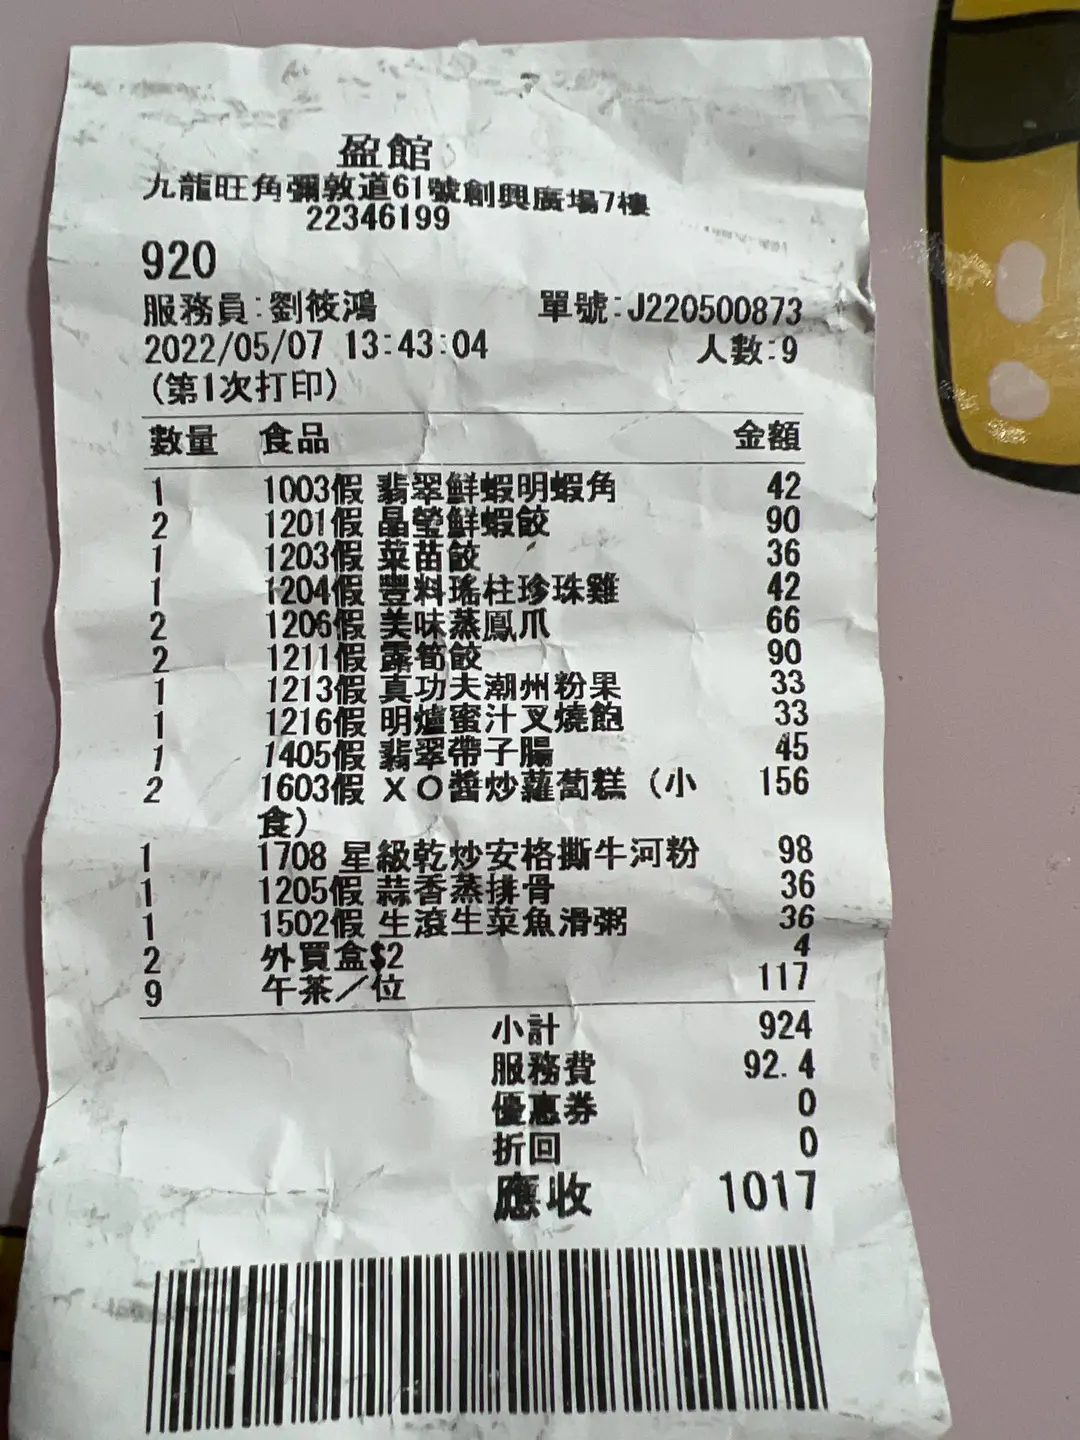 盈館
九龍旺角彌敦道61號創興廣場7樓
22346199
920
服務員:劉筱鴻 單號:J220500873
2022/05/07 13:43:04 人數:9
(第1次打印)
數量 食品 金額
1 1003假 翡翠鮮蝦明蝦角 42
2 1201假 晶瑩鮮蝦餃 90
1 1203假 菜苗餃 36
1 1204假 豐料瑤柱珍珠雞 42
2 1206假 美味蒸鳳爪 66
2 1211假 露筍餃 90
1 1213假 真功夫潮州粉果 33
1 1216假 明爐蜜汁叉燒飽 33
1 1405假 翡翠帶子腸 45
2 1603假 XO醬炒蘿蔔糕(小 156
食)
1 1708 星級乾炒安格撕牛河粉 98
1 1205假 蒜香蒸排骨 36
1 1502假 生滾生菜魚滑粥 36
2 外買盒$2 4
9 午茶/位 117
小計 924
服務費 92.4
優惠券 0
折回 0
應收 1017